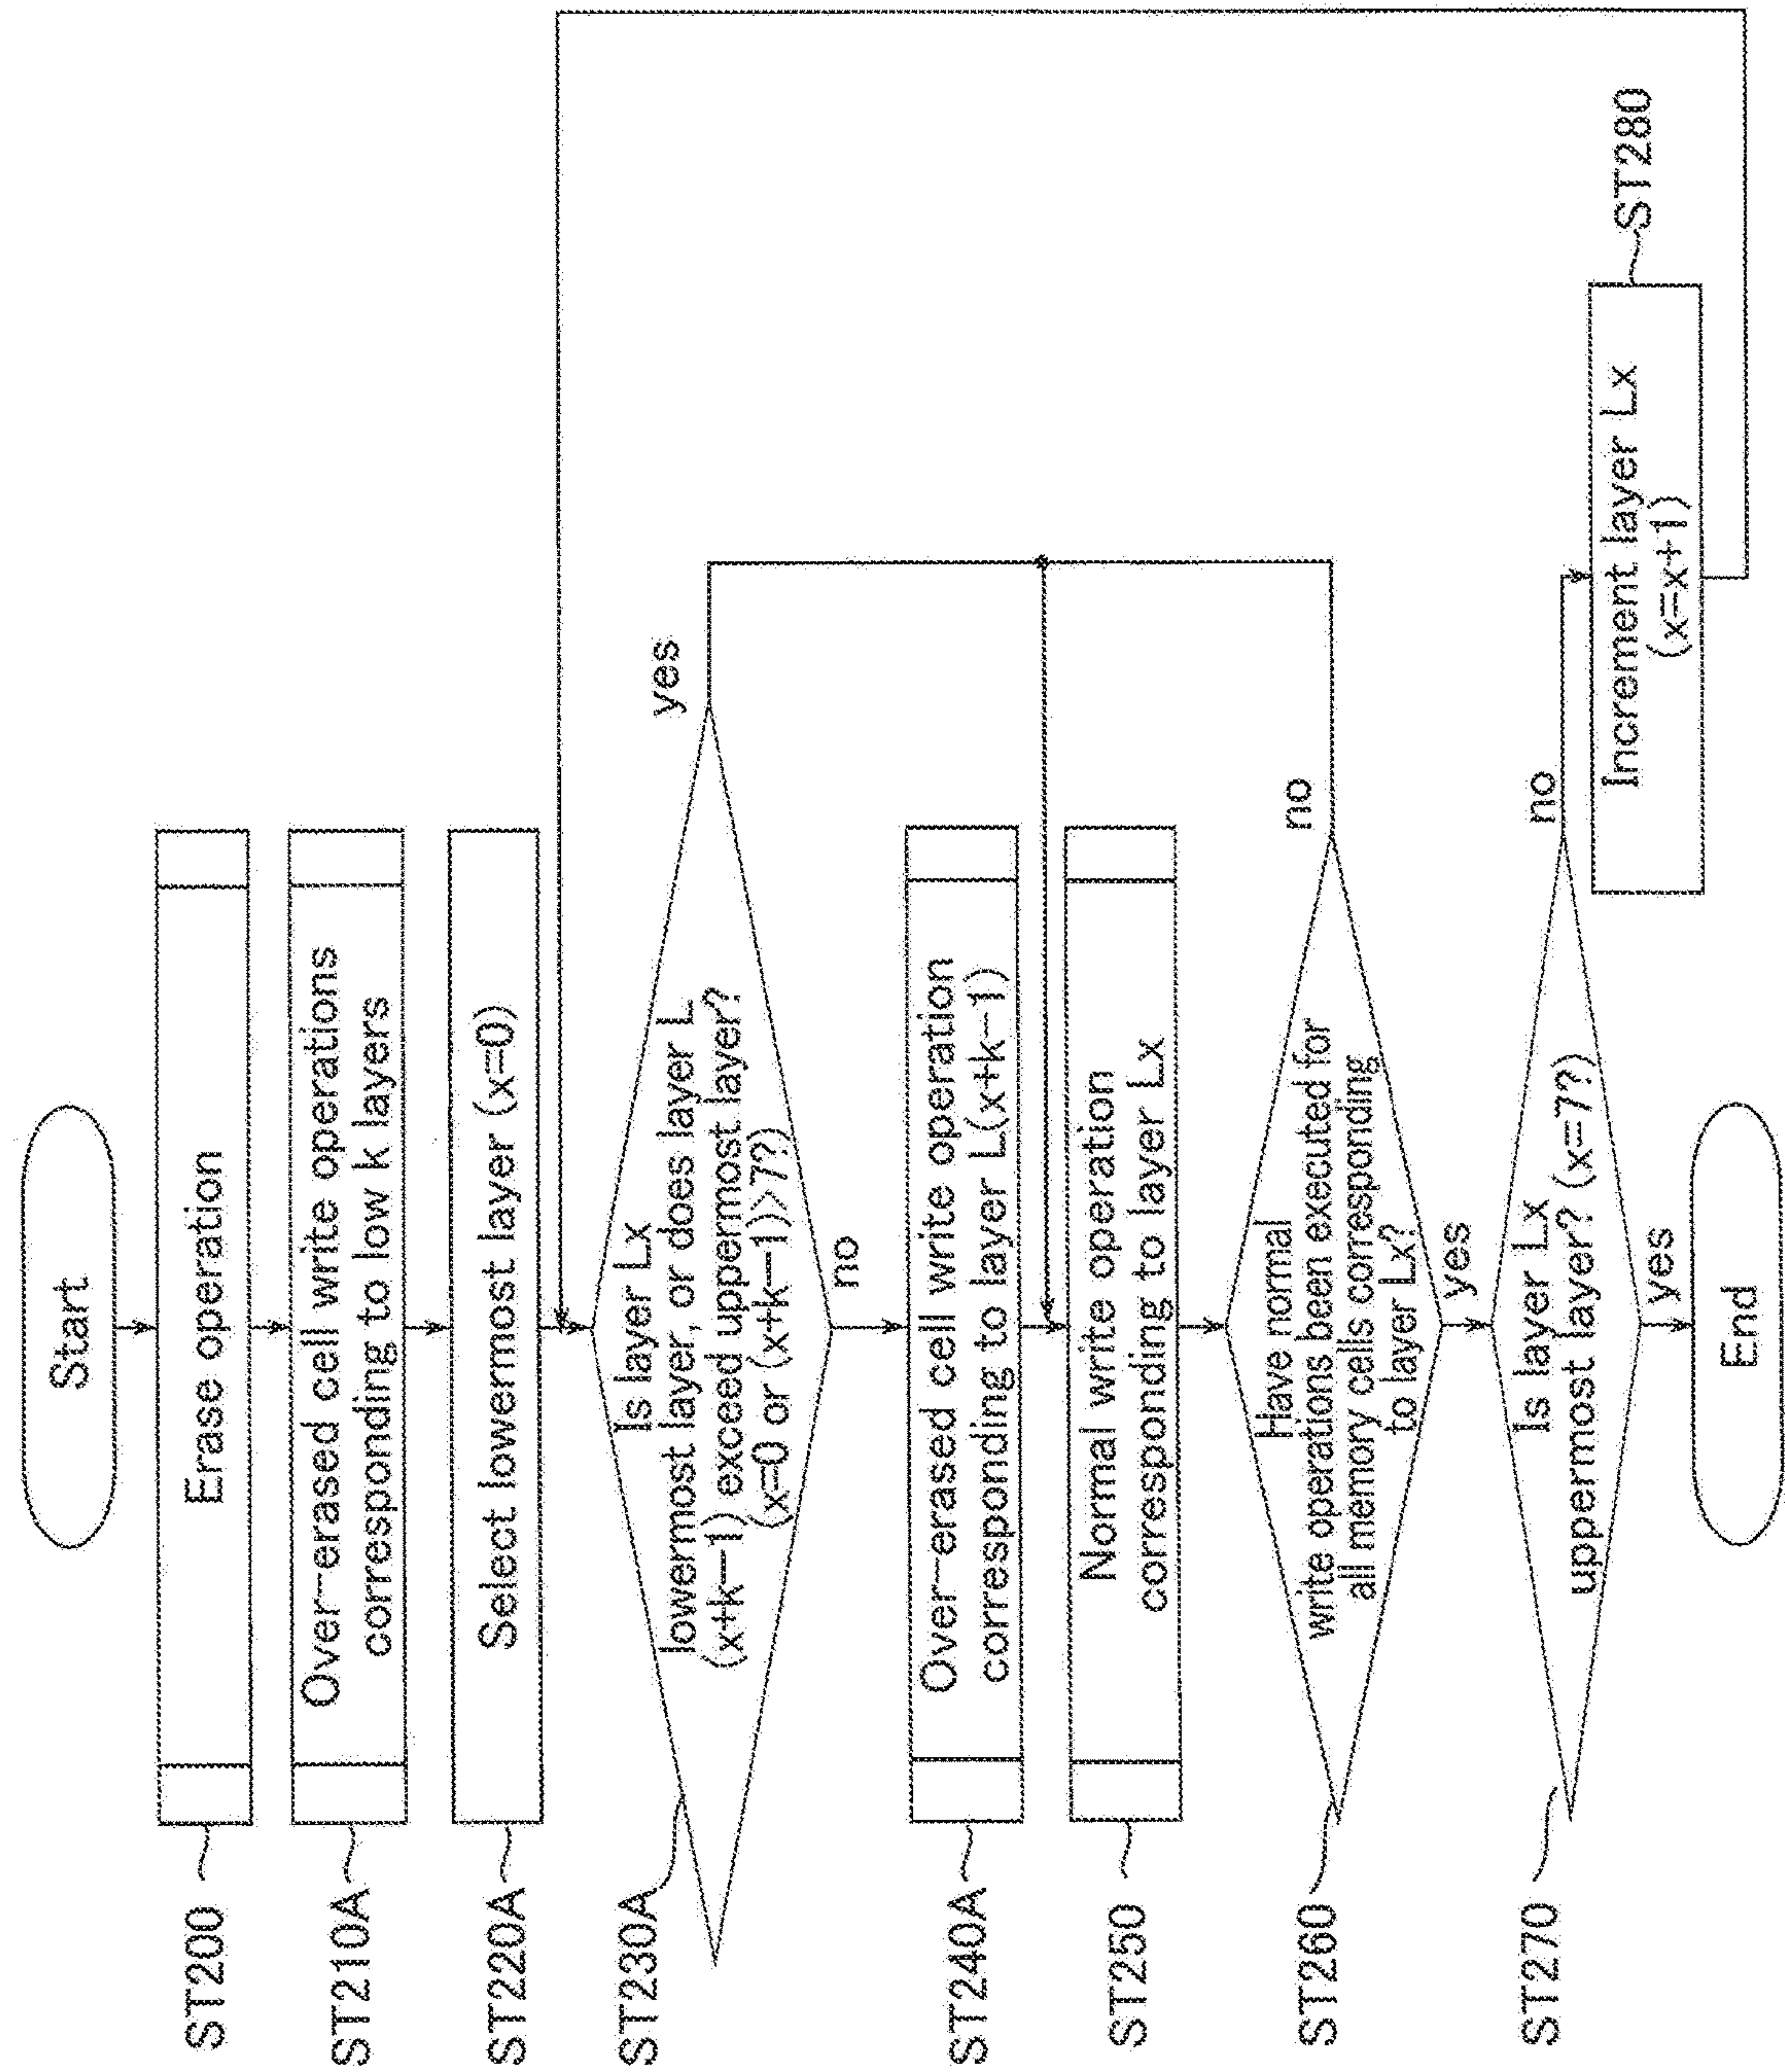 Start
ST200
Erase operation
ST210A
Over-erased cell write operations
corresponding to low k layers
ST220A
Select lowermost layer (x=0)
ST230A
Is layer Lx
lowermost layer, or does layer L
(x+k-1) exceed uppermost layer?
(x=0 or (x+k-1)>7?)
yes
no
ST240A
Over-erased cell write operation
corresponding to layer L(x+k-1)
ST250
Normal write operation
corresponding to layer Lx
ST260
Have normal
write operations been executed for
all memory cells corresponding
to layer Lx?
no
yes
ST270
Is layer Lx
uppermost layer? (x=7?)
no
yes
Increment layer Lx
(x=x+1)
ST280
End